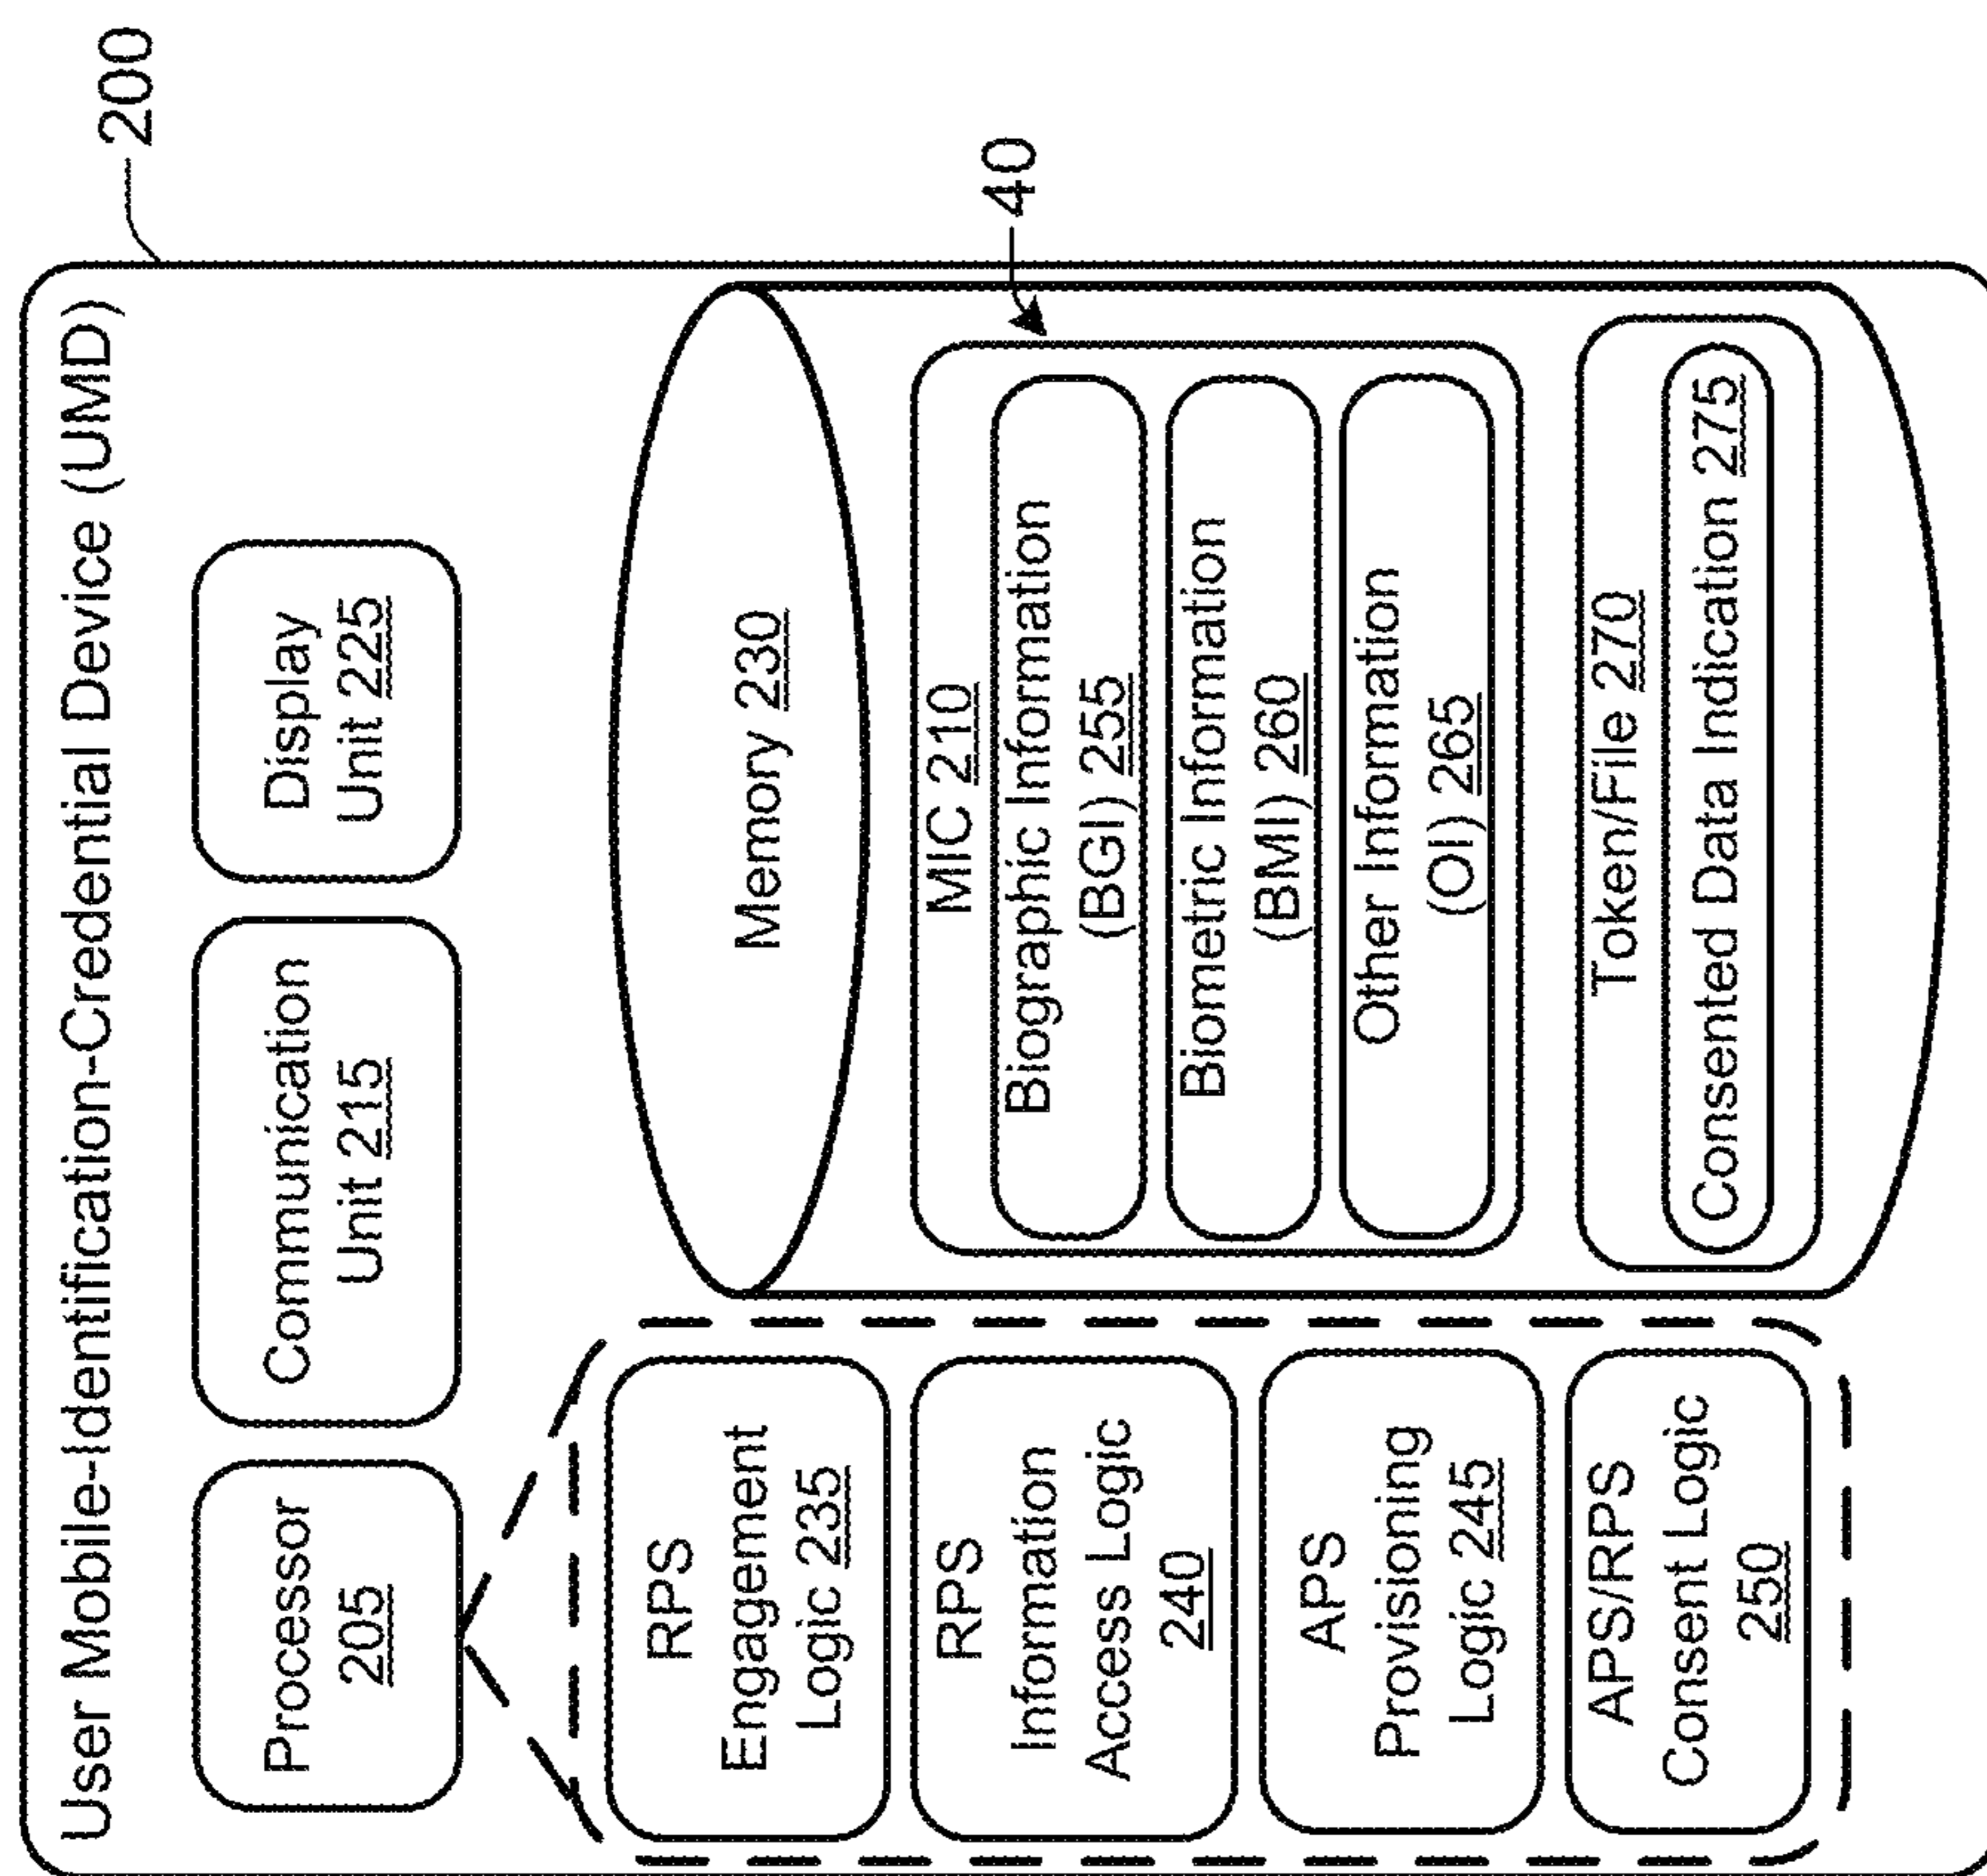 200
User Mobile-Identification-Credential Device (UMD)
Processor
205
Communication
Unit 215
Display
Unit 225
RPS
Engagement
Logic 235
RPS
Information
Access Logic
240
APS
Provisioning
Logic 245
APS/RPS
Consent Logic
250
Memory 230
40
MIC 210
Biographic Information
(BGI) 255
Biometric Information
(BMI) 260
Other Information
(OI) 265
Token/File 270
Consented Data Indication 275